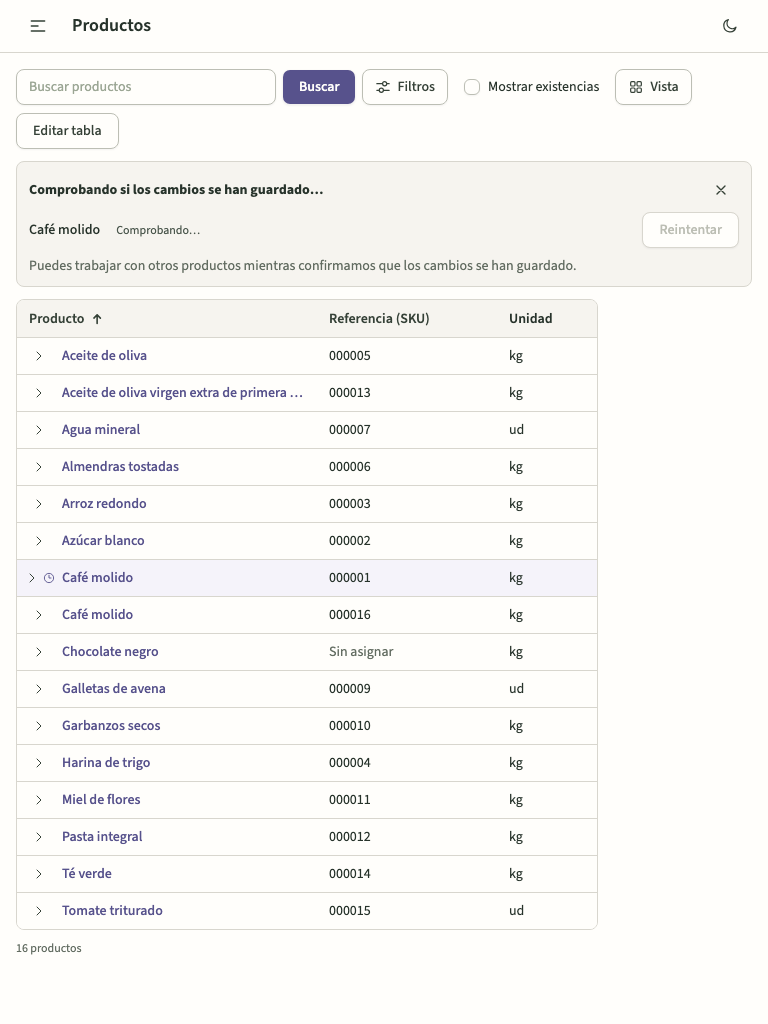 Productos
Buscar productos
Buscar
Filtros
Mostrar existencias
Vista
Editar tabla
Comprobando si los cambios se han guardado…
Café molido Comprobando…
Reintentar
Puedes trabajar con otros productos mientras confirmamos que los cambios se han guardado.
Producto Referencia (SKU) Unidad
Aceite de oliva 000005 kg
Aceite de oliva virgen extra de primera … 000013 kg
Agua mineral 000007 ud
Almendras tostadas 000006 kg
Arroz redondo 000003 kg
Azúcar blanco 000002 kg
Café molido 000001 kg
Café molido 000016 kg
Chocolate negro Sin asignar kg
Galletas de avena 000009 ud
Garbanzos secos 000010 kg
Harina de trigo 000004 kg
Miel de flores 000011 kg
Pasta integral 000012 kg
Té verde 000014 kg
Tomate triturado 000015 ud
16 productos